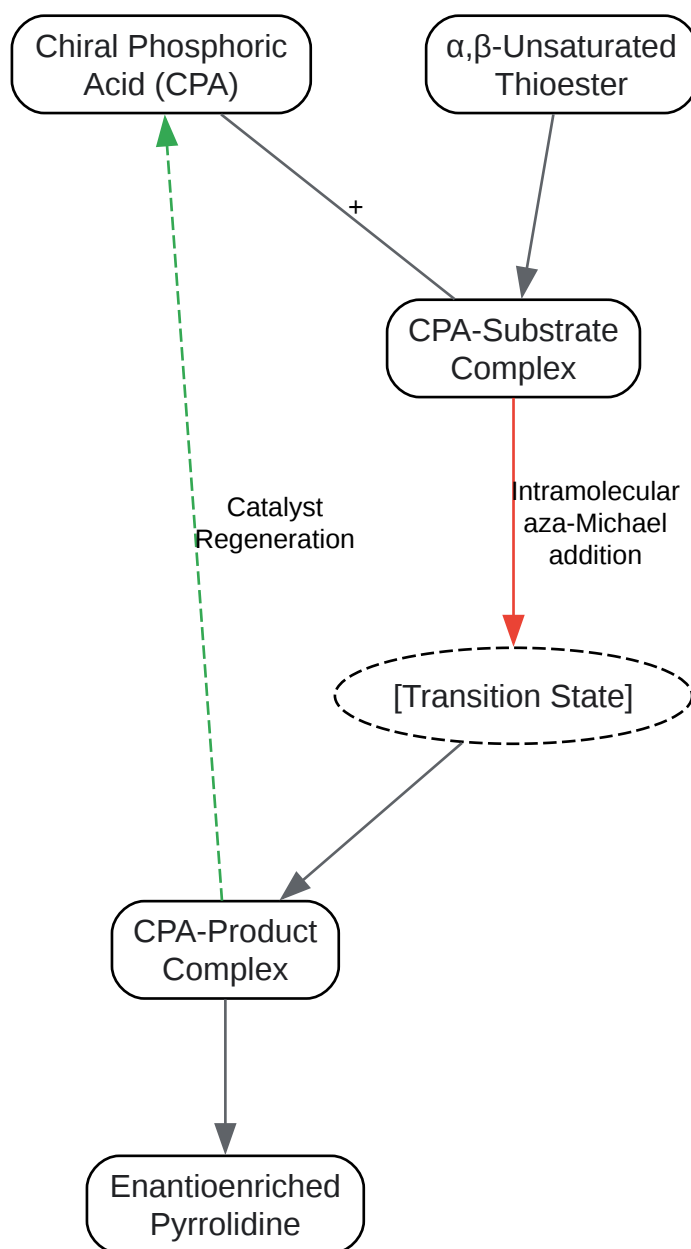 Chiral Phosphoric
Acid (CPA)
α,β-Unsaturated
Thioester
+
CPA-Substrate
Complex
Catalyst
Regeneration
Intramolecular
aza-Michael
addition
[Transition State]
CPA-Product
Complex
Enantioenriched
Pyrrolidine